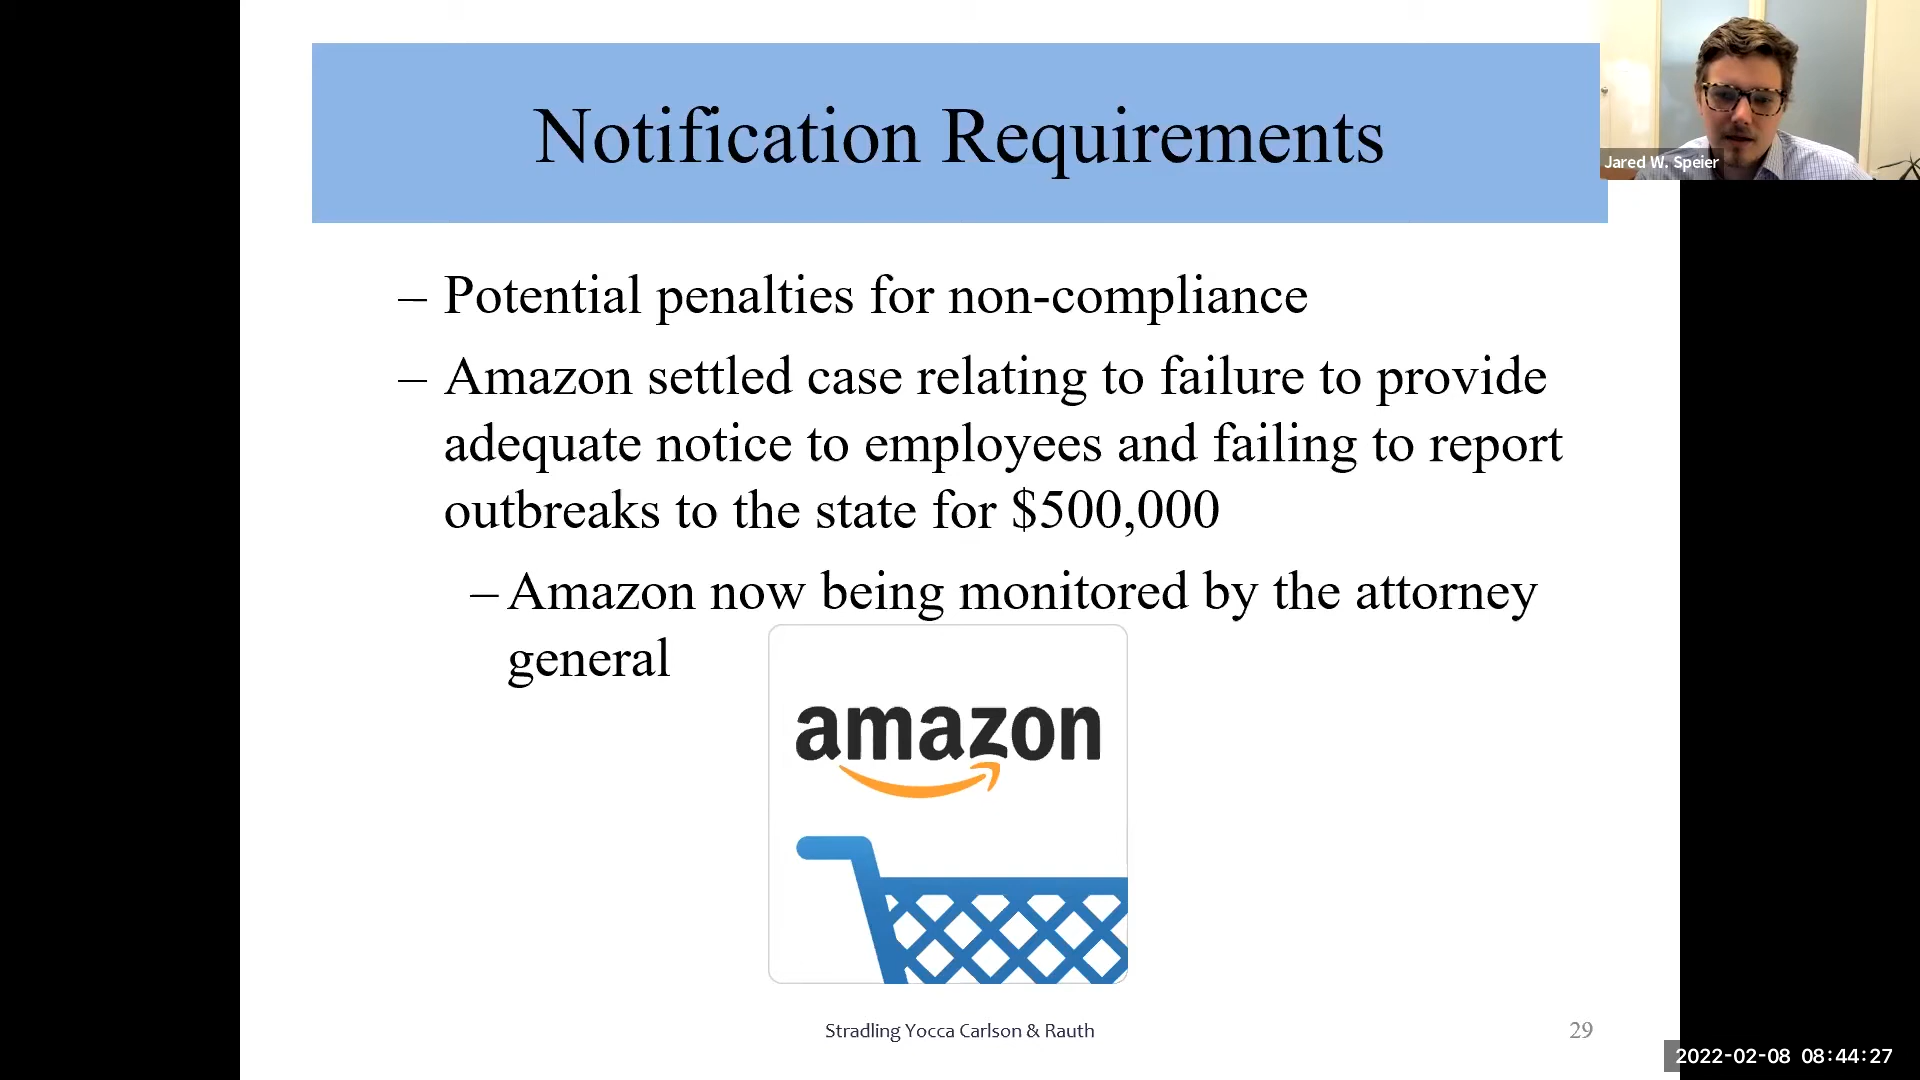 Notification Requirements
Jared W. Speier
– Potential penalties for non-compliance
– Amazon settled case relating to failure to provide
adequate notice to employees and failing to report
outbreaks to the state for $500,000
– Amazon now being monitored by the attorney
general
amazon
Stradling Yocca Carlson & Rauth
29
2022-02-08 08:44:27